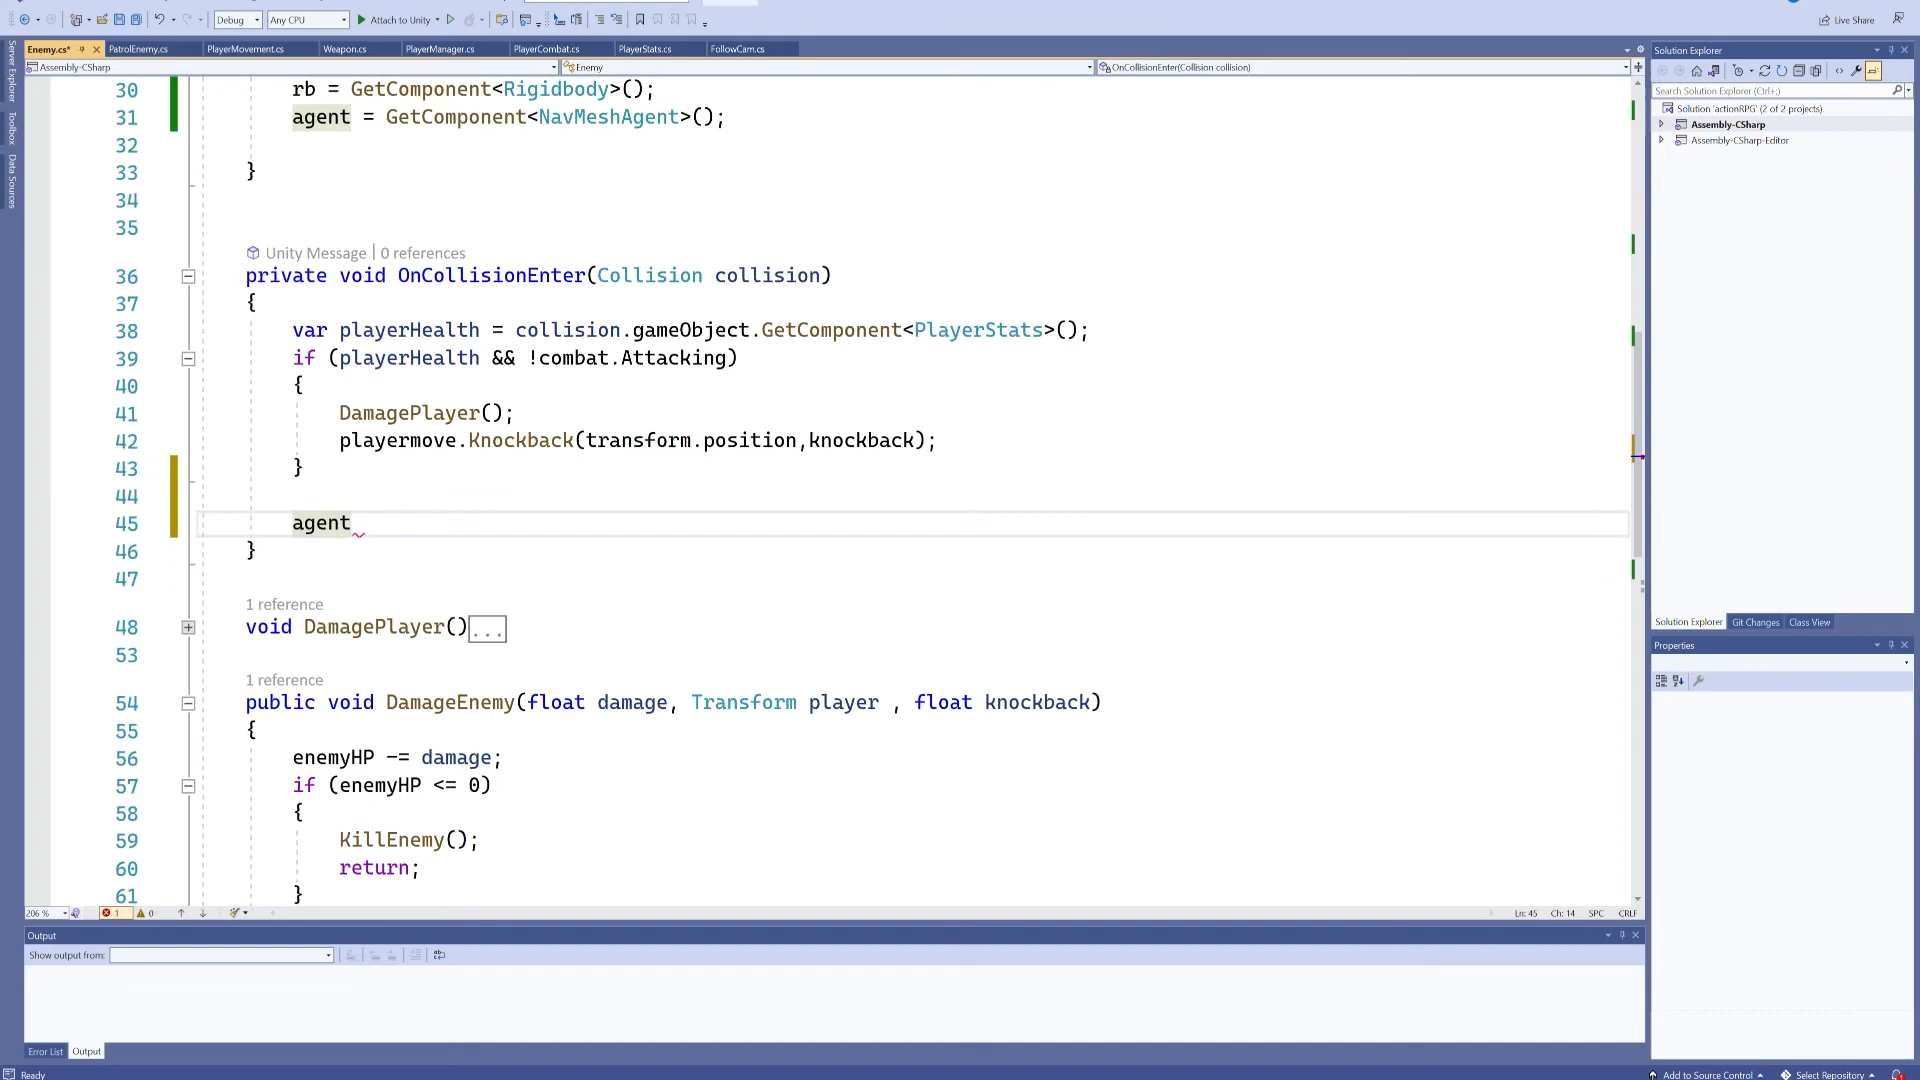 Debug Any CPU Attach to Unity Live Share
Enemy.cs* PatrolEnemy.cs PlayerMovement.cs Weapon.cs PlayerManager.cs PlayerCombat.cs PlayerStats.cs FollowCam.cs
Assembly-CSharp Enemy OnCollisionEnter(Collision collision)
Server Explorer
Toolbox
Data Sources
30 rb = GetComponent<Rigidbody>();
31 agent = GetComponent<NavMeshAgent>();
32
33 }
34
35
Unity Message | 0 references
36 private void OnCollisionEnter(Collision collision)
37 {
38 var playerHealth = collision.gameObject.GetComponent<PlayerStats>();
39 if (playerHealth && !combat.Attacking)
40 {
41 DamagePlayer();
42 playermove.Knockback(transform.position,knockback);
43 }
44
45 agent
46 }
47
1 reference
48 void DamagePlayer()...
53
1 reference
54 public void DamageEnemy(float damage, Transform player , float knockback)
55 {
56 enemyHP -= damage;
57 if (enemyHP <= 0)
58 {
59 KillEnemy();
60 return;
61 }
206 % 1 0 Ln: 45 Ch: 14 SPC CRLF
Output
Show output from:
Error List Output
Ready
Solution Explorer
Search Solution Explorer (Ctrl+;)
Solution 'actionRPG' (2 of 2 projects)
Assembly-CSharp
Assembly-CSharp-Editor
Solution Explorer Git Changes Class View
Properties
Add to Source Control Select Repository